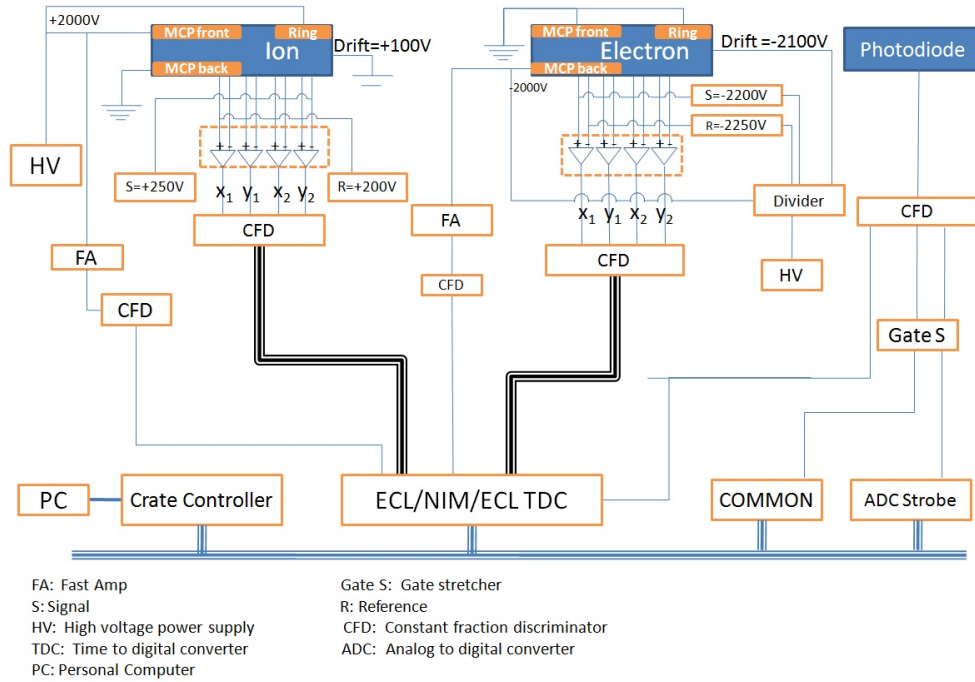 +2000V
MCP front
Ring
Ion
Drift=+100V
MCP back
MCP front
Ring
Electron
Drift =-2100V
MCP back
-2000V
Photodiode
S=-2200V
R=-2250V
HV
S=+250V
+ - + - + - + -
R=+200V
x1 y1 x2 y2
CFD
FA
CFD
FA
CFD
+ - + - + - + -
x1 y1 x2 y2
CFD
Divider
HV
CFD
Gate S
PC
Crate Controller
ECL/NIM/ECL TDC
COMMON
ADC Strobe
FA: Fast Amp
Gate S: Gate stretcher
S: Signal
R: Reference
HV: High voltage power supply
CFD: Constant fraction discriminator
TDC: Time to digital converter
ADC: Analog to digital converter
PC: Personal Computer